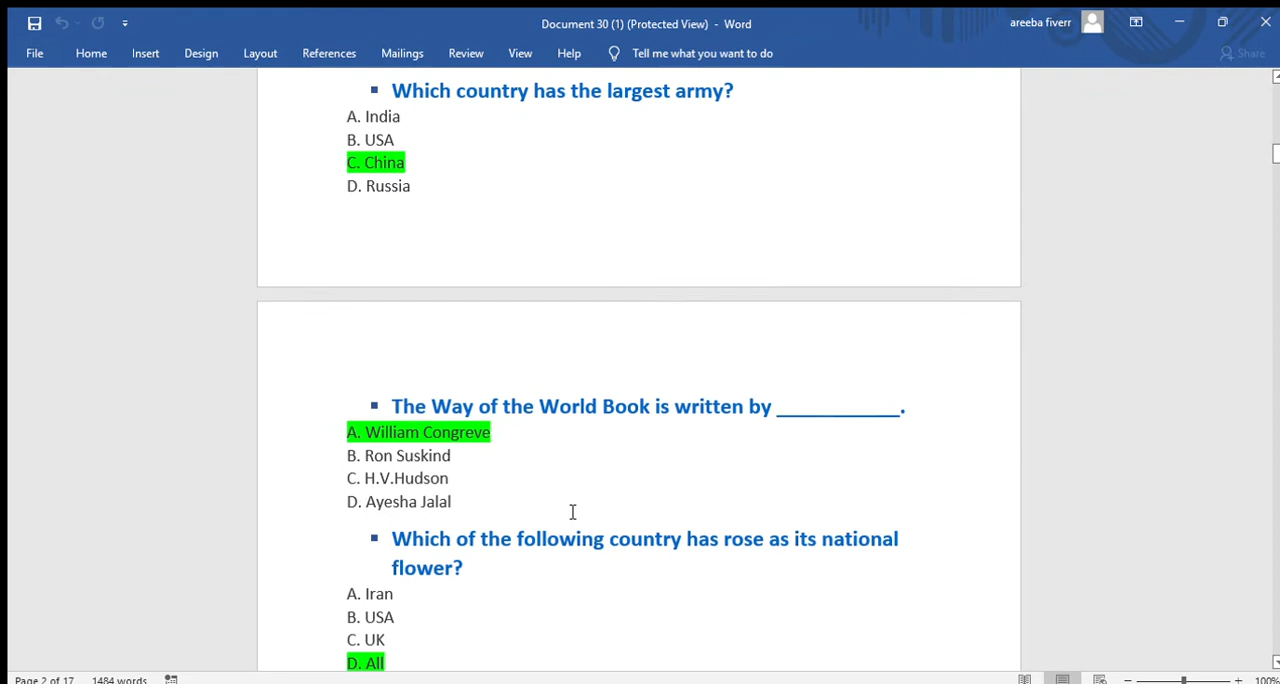 Document 30 (1) (Protected View) - Word
areeba fiverr
File Home Insert Design Layout References Mailings Review View Help Tell me what you want to do Share
Which country has the largest army?
A. India
B. USA
C. China
D. Russia
The Way of the World Book is written by ___________.
A. William Congreve
B. Ron Suskind
C. H.V.Hudson
D. Ayesha Jalal
Which of the following country has rose as its national
flower?
A. Iran
B. USA
C. UK
D. All
Page 2 of 17 1484 words 100%